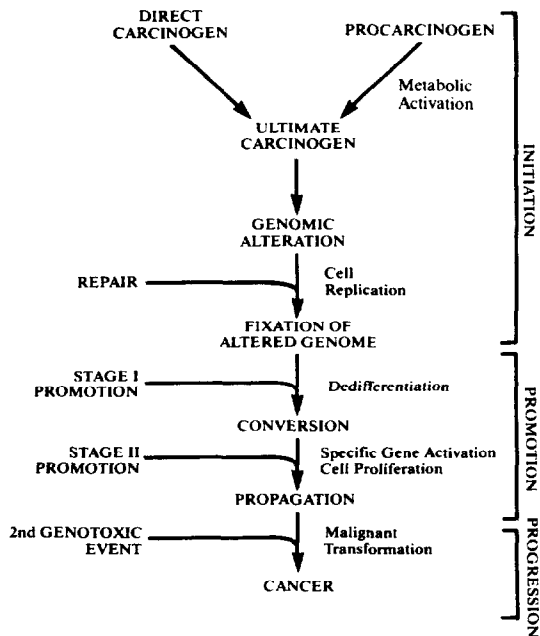 DIRECT
CARCINOGEN
PROCARCINOGEN
Metabolic
Activation
ULTIMATE
CARCINOGEN
INITIATION
GENOMIC
ALTERATION
REPAIR
Cell
Replication
FIXATION OF
ALTERED GENOME
STAGE I
PROMOTION
Dedifferentiation
PROMOTION
CONVERSION
STAGE II
PROMOTION
Specific Gene Activation
Cell Proliferation
PROPAGATION
2nd GENOTOXIC
EVENT
Malignant
Transformation
PROGRESSION
CANCER